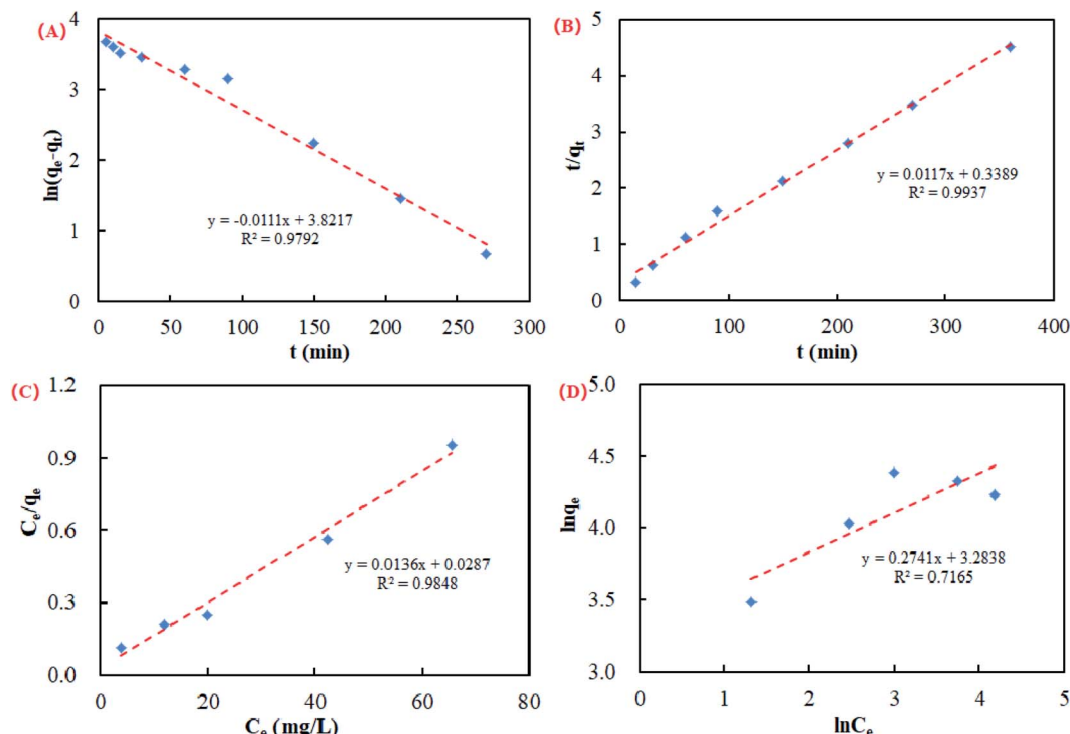 (A)
4
3
2
1
0
ln(qe-qt)
y = -0.0111x + 3.8217
R² = 0.9792
0 50 100 150 200 250 300
t (min)
(B)
5
4
3
2
1
0
t/qt
y = 0.0117x + 0.3389
R² = 0.9937
0 100 200 300 400
t (min)
(C)
1.2
0.9
0.6
0.3
0.0
Ce/qe
y = 0.0136x + 0.0287
R² = 0.9848
0 20 40 60 80
Ce (mg/L)
(D)
5.0
4.5
4.0
3.5
3.0
lnqe
y = 0.2741x + 3.2838
R² = 0.7165
0 1 2 3 4 5
lnCe